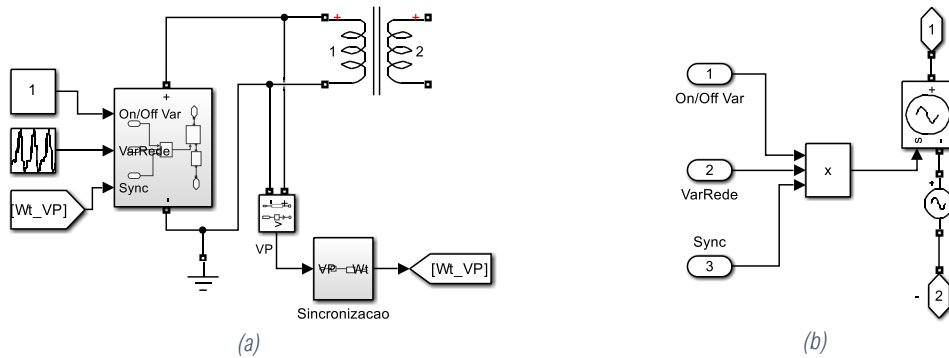 1
On/Off Var
VarRede
Sync
[Wt_VP]
+
-
+
1
+
2
-
+
v
VP
VP
Wt
Sincronizacao
[Wt_VP]
(a)
1
On/Off Var
2
VarRede
Sync
3
x
1
+
s
-
+
-
2
(b)